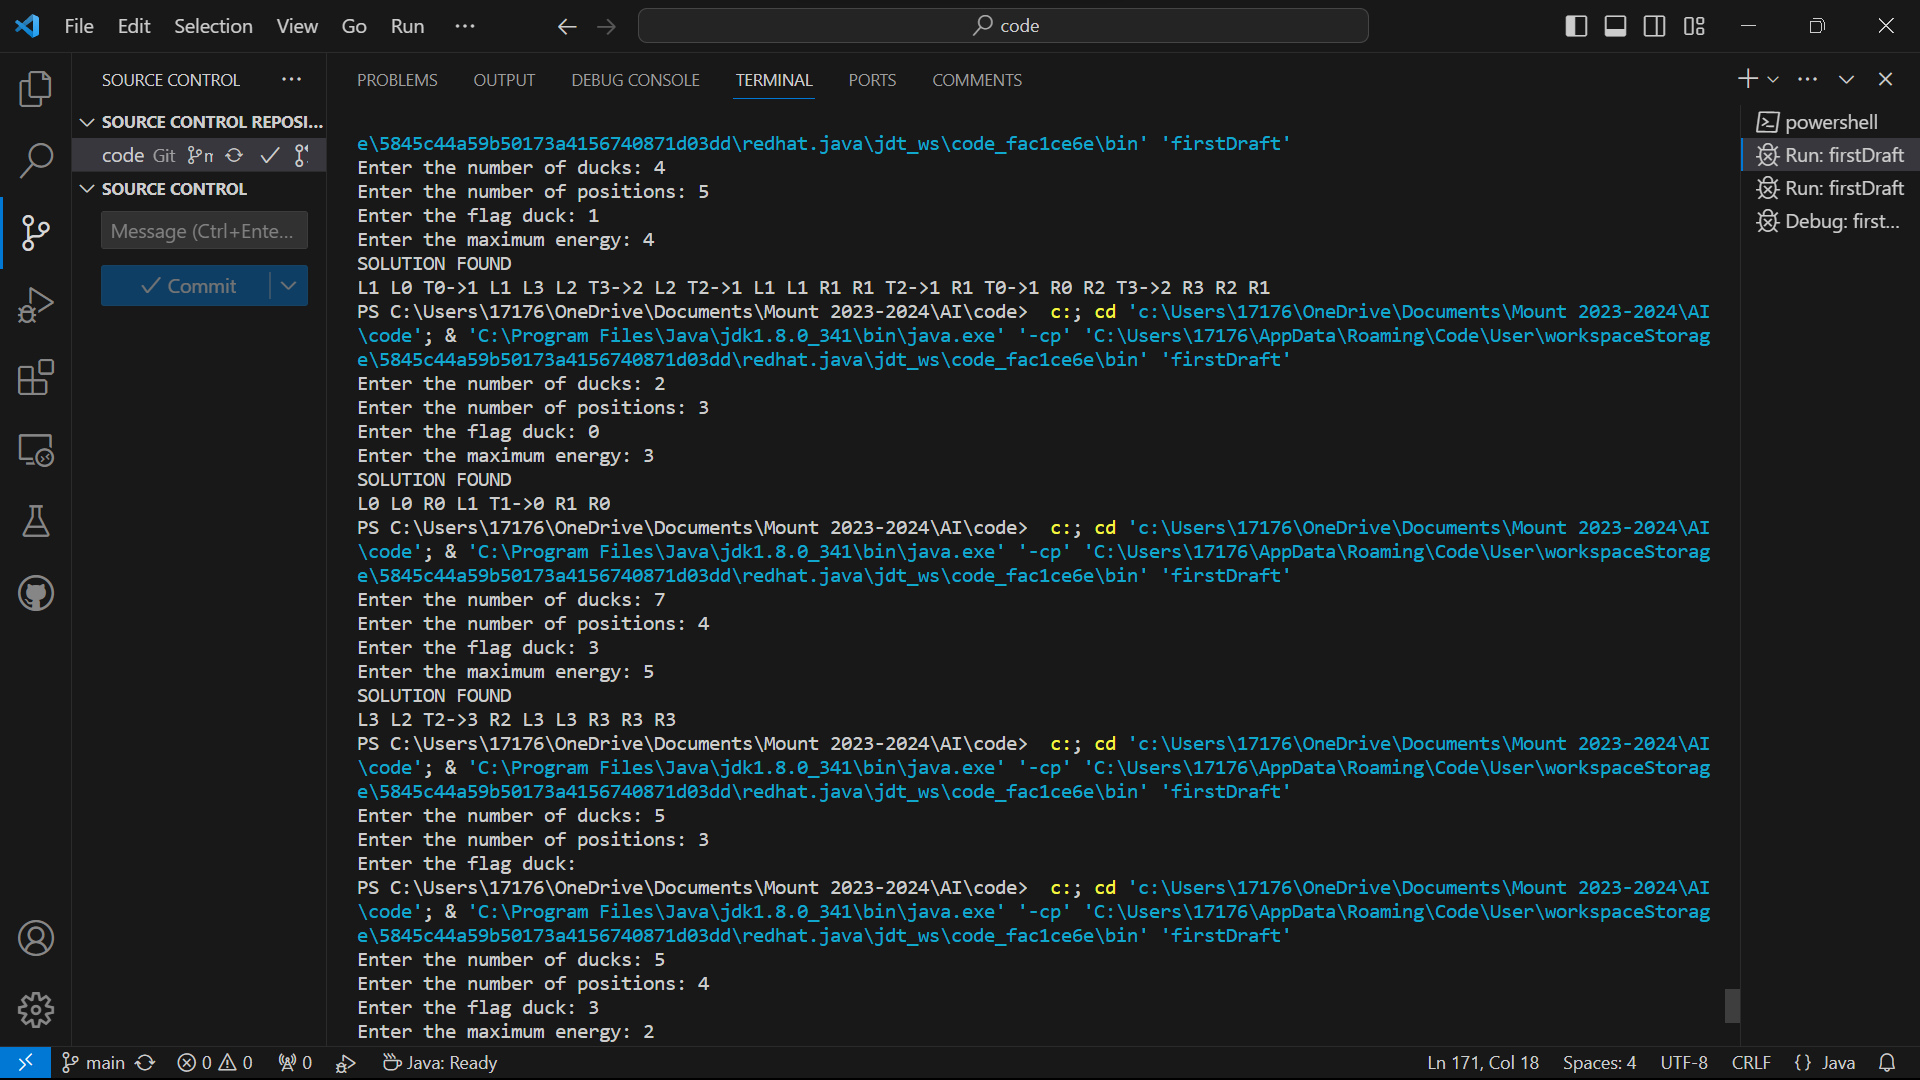 File Edit Selection View Go Run ··· code
SOURCE CONTROL ···
SOURCE CONTROL REPOSI...
code Git
SOURCE CONTROL
Message (Ctrl+Ente...
Commit
PROBLEMS OUTPUT DEBUG CONSOLE TERMINAL PORTS COMMENTS
e\5845c44a59b50173a4156740871d03dd\redhat.java\jdt_ws\code_fac1ce6e\bin' 'firstDraft'
Enter the number of ducks: 4
Enter the number of positions: 5
Enter the flag duck: 1
Enter the maximum energy: 4
SOLUTION FOUND
L1 L0 T0->1 L1 L3 L2 T3->2 L2 T2->1 L1 L1 R1 R1 T2->1 R1 T0->1 R0 R2 T3->2 R3 R2 R1
PS C:\Users\17176\OneDrive\Documents\Mount 2023-2024\AI\code> c:; cd 'c:\Users\17176\OneDrive\Documents\Mount 2023-2024\AI
\code'; & 'C:\Program Files\Java\jdk1.8.0_341\bin\java.exe' '-cp' 'C:\Users\17176\AppData\Roaming\Code\User\workspaceStorag
e\5845c44a59b50173a4156740871d03dd\redhat.java\jdt_ws\code_fac1ce6e\bin' 'firstDraft'
Enter the number of ducks: 2
Enter the number of positions: 3
Enter the flag duck: 0
Enter the maximum energy: 3
SOLUTION FOUND
L0 L0 R0 L1 T1->0 R1 R0
PS C:\Users\17176\OneDrive\Documents\Mount 2023-2024\AI\code> c:; cd 'c:\Users\17176\OneDrive\Documents\Mount 2023-2024\AI
\code'; & 'C:\Program Files\Java\jdk1.8.0_341\bin\java.exe' '-cp' 'C:\Users\17176\AppData\Roaming\Code\User\workspaceStorag
e\5845c44a59b50173a4156740871d03dd\redhat.java\jdt_ws\code_fac1ce6e\bin' 'firstDraft'
Enter the number of ducks: 7
Enter the number of positions: 4
Enter the flag duck: 3
Enter the maximum energy: 5
SOLUTION FOUND
L3 L2 T2->3 R2 L3 L3 R3 R3 R3
PS C:\Users\17176\OneDrive\Documents\Mount 2023-2024\AI\code> c:; cd 'c:\Users\17176\OneDrive\Documents\Mount 2023-2024\AI
\code'; & 'C:\Program Files\Java\jdk1.8.0_341\bin\java.exe' '-cp' 'C:\Users\17176\AppData\Roaming\Code\User\workspaceStorag
e\5845c44a59b50173a4156740871d03dd\redhat.java\jdt_ws\code_fac1ce6e\bin' 'firstDraft'
Enter the number of ducks: 5
Enter the number of positions: 3
Enter the flag duck:
PS C:\Users\17176\OneDrive\Documents\Mount 2023-2024\AI\code> c:; cd 'c:\Users\17176\OneDrive\Documents\Mount 2023-2024\AI
\code'; & 'C:\Program Files\Java\jdk1.8.0_341\bin\java.exe' '-cp' 'C:\Users\17176\AppData\Roaming\Code\User\workspaceStorag
e\5845c44a59b50173a4156740871d03dd\redhat.java\jdt_ws\code_fac1ce6e\bin' 'firstDraft'
Enter the number of ducks: 5
Enter the number of positions: 4
Enter the flag duck: 3
Enter the maximum energy: 2
powershell
Run: firstDraft
Run: firstDraft
Debug: first...
main 0 0 0 Java: Ready Ln 171, Col 18 Spaces: 4 UTF-8 CRLF {} Java